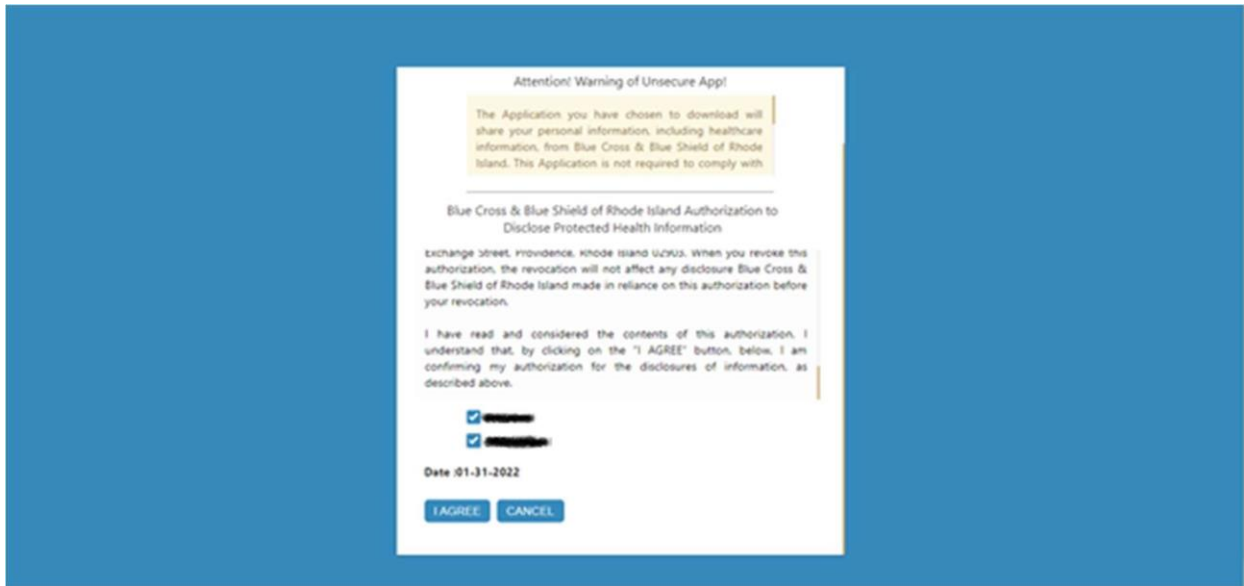 Attention! Warning of Unsecure App!
The Application you have chosen to download will
share your personal information, including healthcare
information, from Blue Cross & Blue Shield of Rhode
Island. This Application is not required to comply with
Blue Cross & Blue Shield of Rhode Island Authorization to
Disclose Protected Health Information
Exchange Street, Providence, Rhode Island 02903. When you revoke this
authorization, the revocation will not affect any disclosure Blue Cross &
Blue Shield of Rhode Island made in reliance on this authorization before
your revocation.
I have read and considered the contents of this authorization. I
understand that, by clicking on the "I AGREE" button, below, I am
confirming my authorization for the disclosures of information, as
described above.
Date :01-31-2022
I AGREE CANCEL